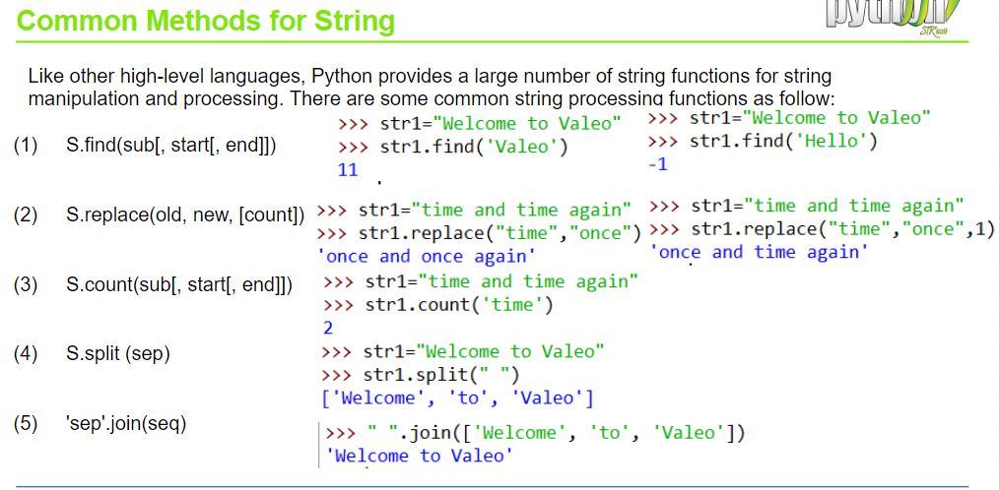 Common Methods for String
python
STR609
Like other high-level languages, Python provides a large number of string functions for string
manipulation and processing. There are some common string processing functions as follow:
(1) S.find(sub[, start[, end]])
>>> str1="Welcome to Valeo"
>>> str1.find('Valeo')
11
>>> str1="Welcome to Valeo"
>>> str1.find('Hello')
-1
(2) S.replace(old, new, [count])
>>> str1="time and time again"
>>> str1.replace("time","once")
'once and once again'
>>> str1="time and time again"
>>> str1.replace("time","once",1)
'once and time again'
(3) S.count(sub[, start[, end]])
>>> str1="time and time again"
>>> str1.count('time')
2
(4) S.split (sep)
>>> str1="Welcome to Valeo"
>>> str1.split(" ")
['Welcome', 'to', 'Valeo']
(5) 'sep'.join(seq)
>>> " ".join(['Welcome', 'to', 'Valeo'])
'Welcome to Valeo'